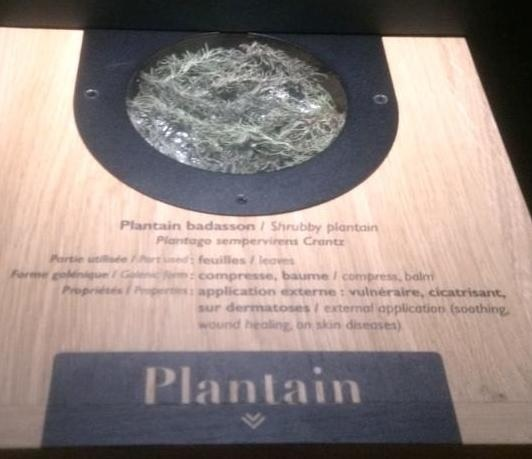 Plantain badasson / Shrubby plantain
Plantago sempervirens Crantz
Partie utilisée / Part used : feuilles / leaves
Forme galénique / Galenic form : compresse, baume / compress, balm
Propriétés / Properties : application externe : vulnéraire, cicatrisant,
sur dermatoses / external application (soothing,
wound healing, on skin diseases)
Plantain